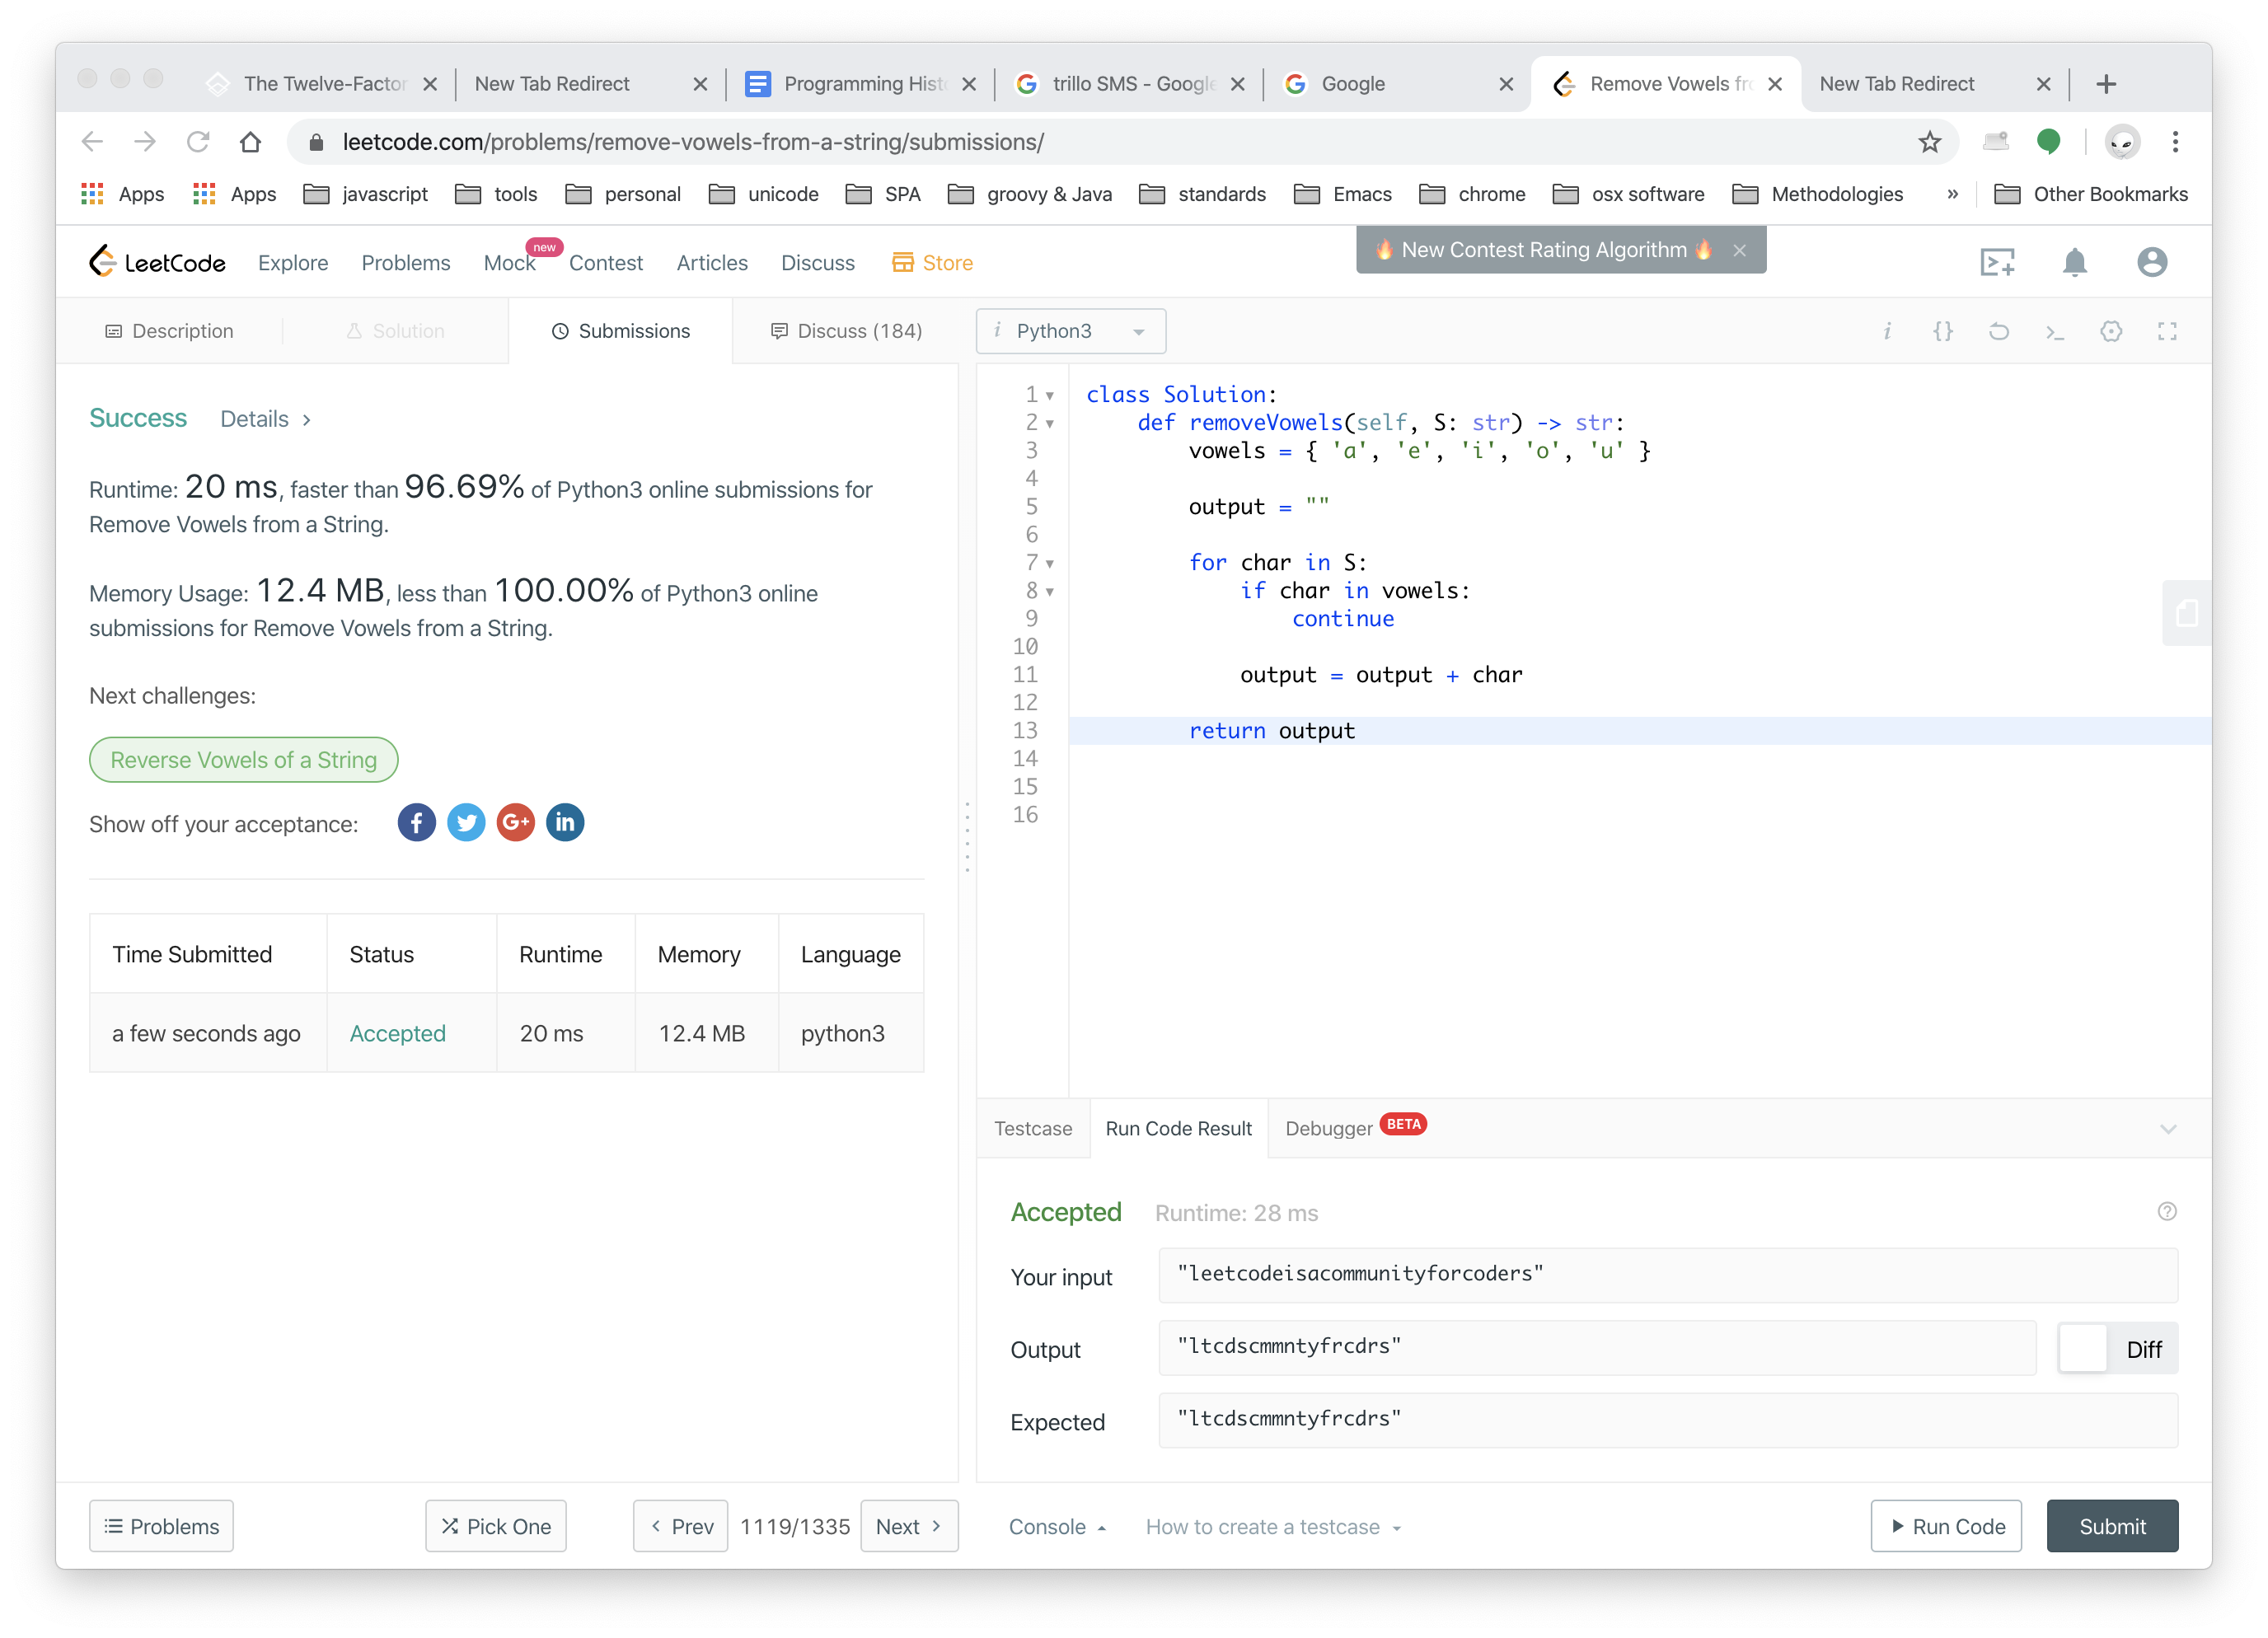 The Twelve-Factor
New Tab Redirect
Programming Hist
trillo SMS - Google
Google
Remove Vowels fr
New Tab Redirect
leetcode.com/problems/remove-vowels-from-a-string/submissions/
Apps
Apps
javascript
tools
personal
unicode
SPA
groovy & Java
standards
Emacs
chrome
osx software
Methodologies
»
Other Bookmarks
LeetCode
Explore
Problems
Mock
new
Contest
Articles
Discuss
Store
🔥 New Contest Rating Algorithm 🔥
Description
Solution
Submissions
Discuss (184)
Success
Details >
Runtime: 20 ms, faster than 96.69% of Python3 online submissions for
Remove Vowels from a String.
Memory Usage: 12.4 MB, less than 100.00% of Python3 online
submissions for Remove Vowels from a String.
Next challenges:
Reverse Vowels of a String
Show off your acceptance:
f
G+
in
Time Submitted Status Runtime Memory Language
a few seconds ago Accepted 20 ms 12.4 MB python3
Problems
Pick One
< Prev
1119/1335
Next >
i Python3
i
{}
>_
1 class Solution:
2     def removeVowels(self, S: str) -> str:
3         vowels = { 'a', 'e', 'i', 'o', 'u' }
4
5         output = ""
6
7         for char in S:
8             if char in vowels:
9                 continue
10
11             output = output + char
12
13         return output
14
15
16
Testcase
Run Code Result
Debugger
BETA
Accepted
Runtime: 28 ms
?
Your input
"leetcodeisacommunityforcoders"
Output
"ltcdscmmntyfrcdrs"
Diff
Expected
"ltcdscmmntyfrcdrs"
Console
How to create a testcase
Run Code
Submit